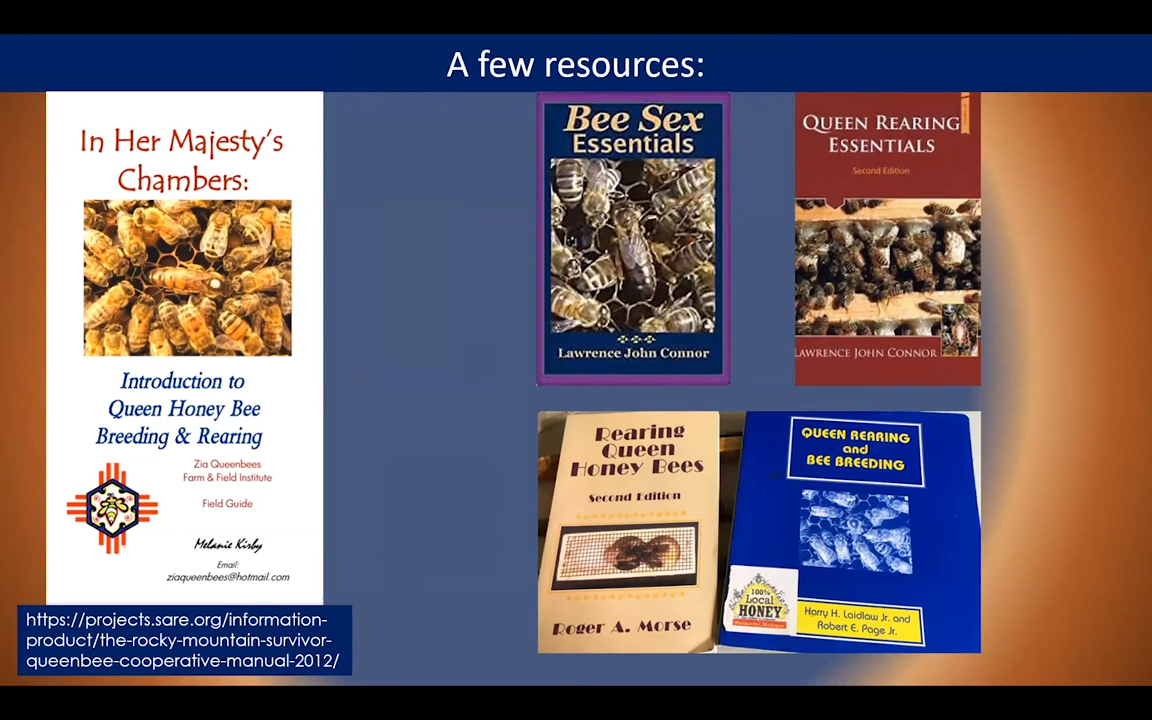 A few resources:
In Her Majesty's
Chambers:
Introduction to
Queen Honey Bee
Breeding & Rearing
Zia Queenbees
Farm & Field Institute
Field Guide
Melanie Kirby
Email:
ziaqueenbees@hotmail.com
https://projects.sare.org/information-
product/the-rocky-mountain-survivor-
queenbee-cooperative-manual-2012/
Bee Sex
Essentials
Lawrence John Connor
QUEEN REARING
ESSENTIALS
Second Edition
LAWRENCE JOHN CONNOR
Rearing
Queen
Honey Bees
Second Edition
Roger A. Morse
QUEEN REARING
and
BEE BREEDING
100%
Local
HONEY
Harry H. Laidlaw Jr. and
Robert E. Page Jr.